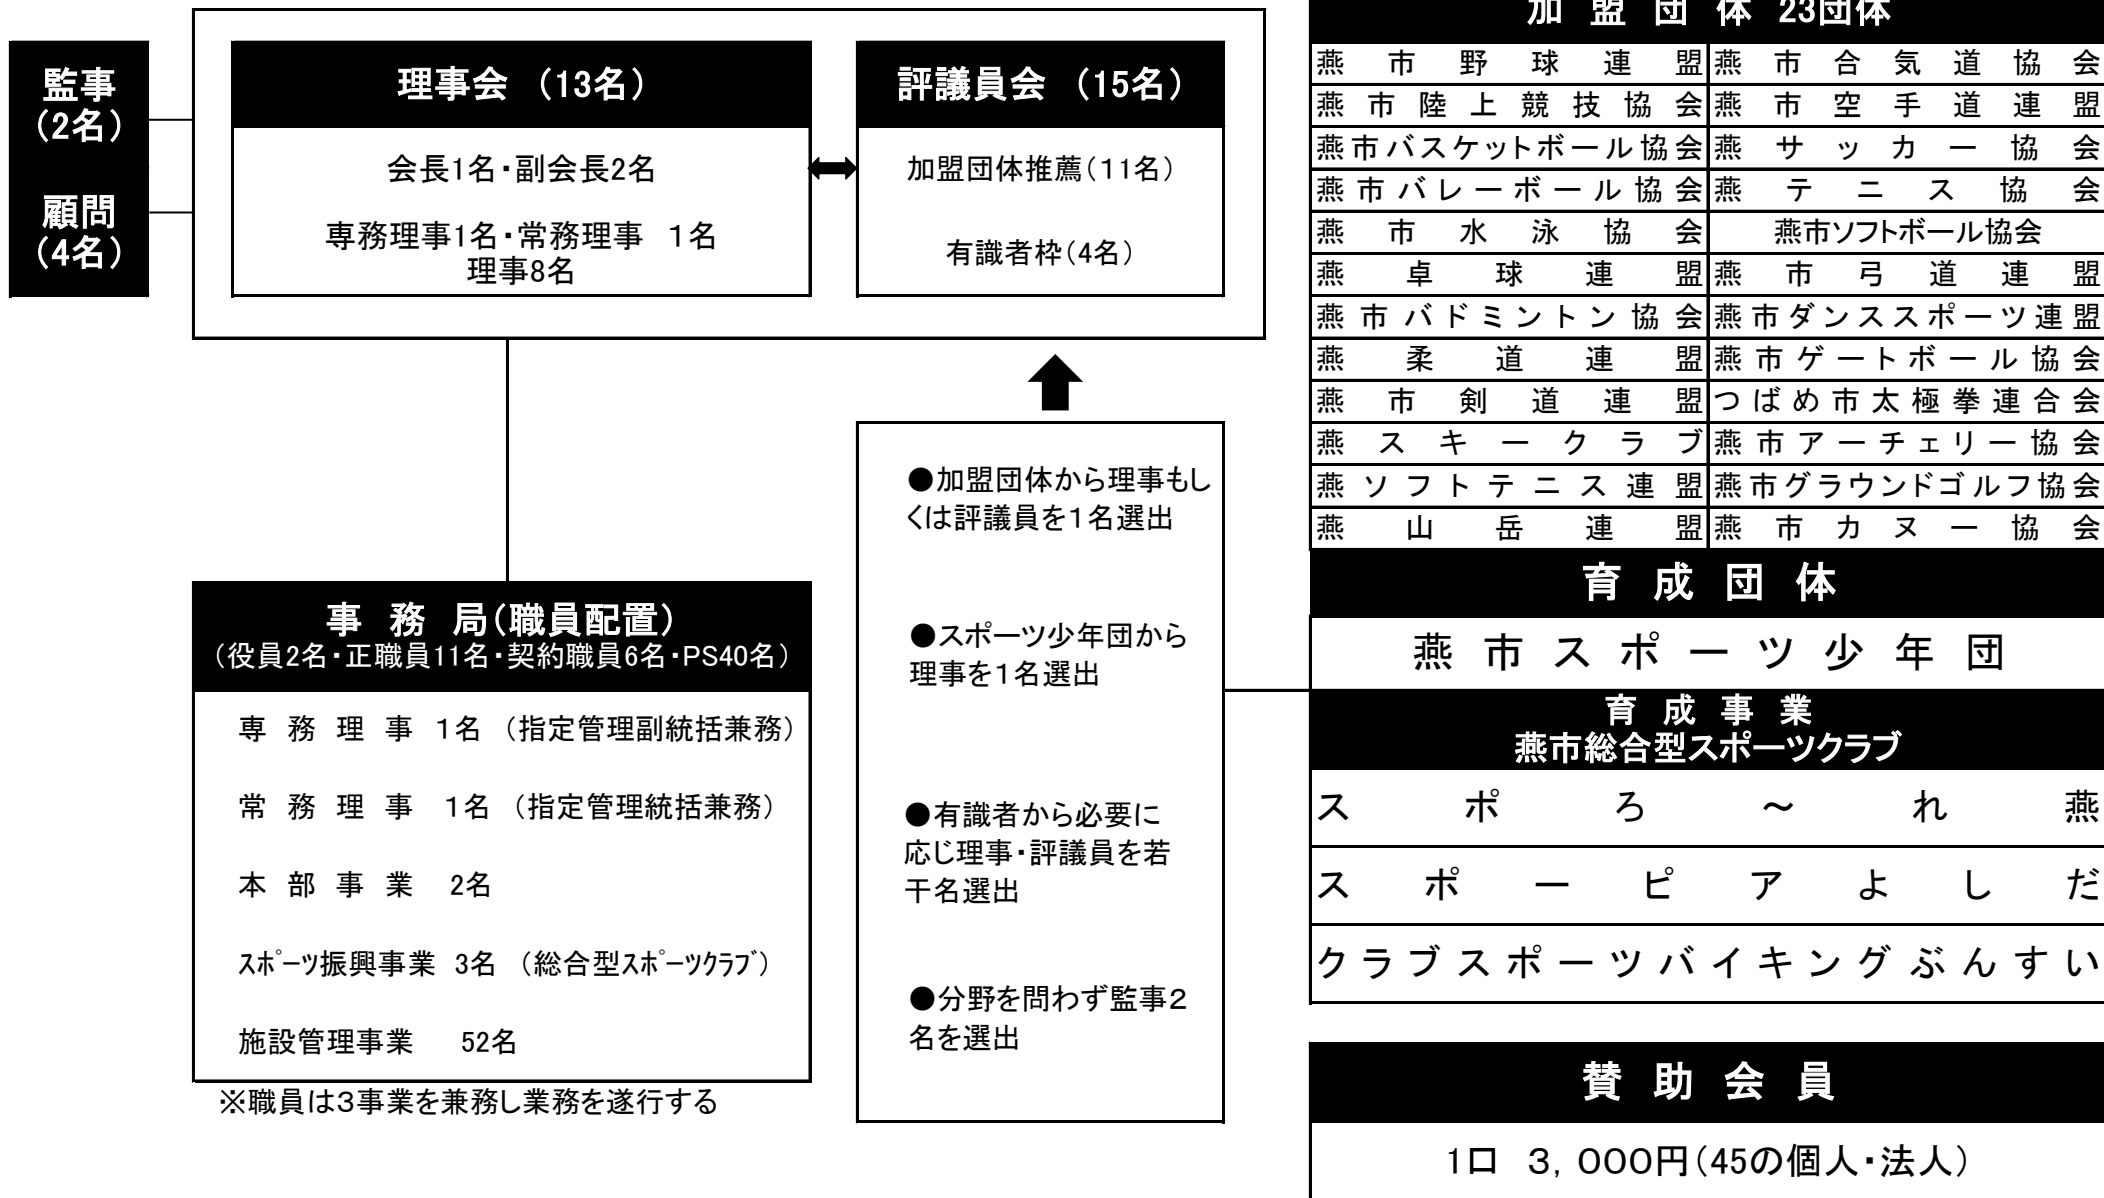 監事
(2名)
顧問
(4名)
理事会 (13名)
会長1名・副会長2名
専務理事1名・常務理事 1名
理事8名
評議員会 (15名)
加盟団体推薦(11名)
有識者枠(4名)
事務局(職員配置)
(役員2名・正職員11名・契約職員6名・PS40名)
専務理事 1名 (指定管理副統括兼務)
常務理事 1名 (指定管理統括兼務)
本部事業 2名
スポーツ振興事業 3名 (総合型スポーツクラブ)
施設管理事業 52名
※職員は3事業を兼務し業務を遂行する
●加盟団体から理事もし
くは評議員を1名選出
●スポーツ少年団から
理事を1名選出
●有識者から必要に
応じ理事・評議員を若
干名選出
●分野を問わず監事2
名を選出
加盟団体 23団体
燕市野球連盟 燕市合気道協会
燕市陸上競技協会 燕市空手道連盟
燕市バスケットボール協会 燕サッカー協会
燕市バレーボール協会 燕テニス協会
燕市水泳協会 燕市ソフトボール協会
燕卓球連盟 燕市弓道連盟
燕市バドミントン協会 燕市ダンススポーツ連盟
燕柔道連盟 燕市ゲートボール協会
燕市剣道連盟 つばめ市太極拳連合会
燕スキークラブ 燕市アーチェリー協会
燕ソフトテニス連盟 燕市グラウンドゴルフ協会
燕山岳連盟 燕市カヌー協会
育成団体
燕市スポーツ少年団
育成事業
燕市総合型スポーツクラブ
スポろ～れ燕
スポーピアよしだ
クラブスポーツバイキングぶんすい
賛助会員
1口 3,000円(45の個人・法人)